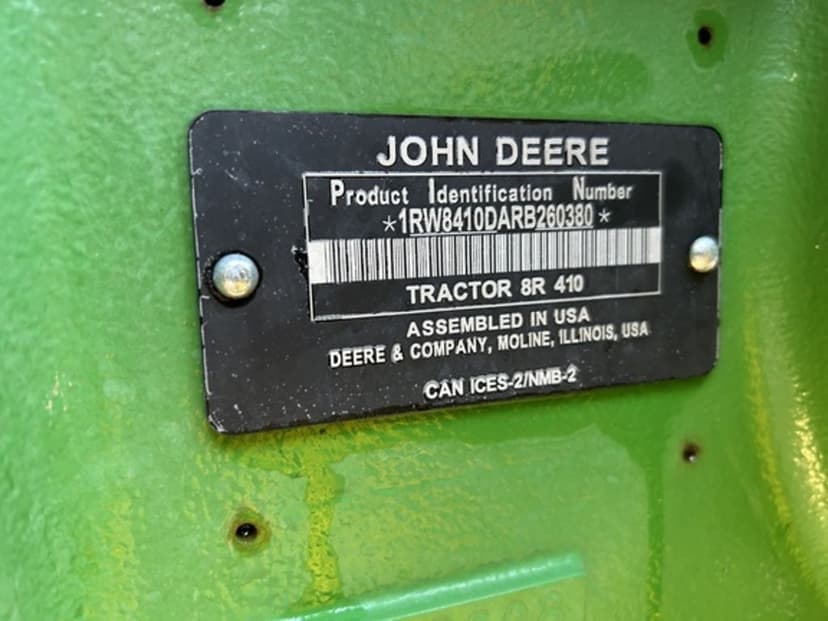 JOHN DEERE
Product Identification Number
*1RW8410DARB260380*
TRACTOR 8R 410
ASSEMBLED IN USA
DEERE & COMPANY, MOLINE, ILLINOIS, USA
CAN ICES-2/NMB-2